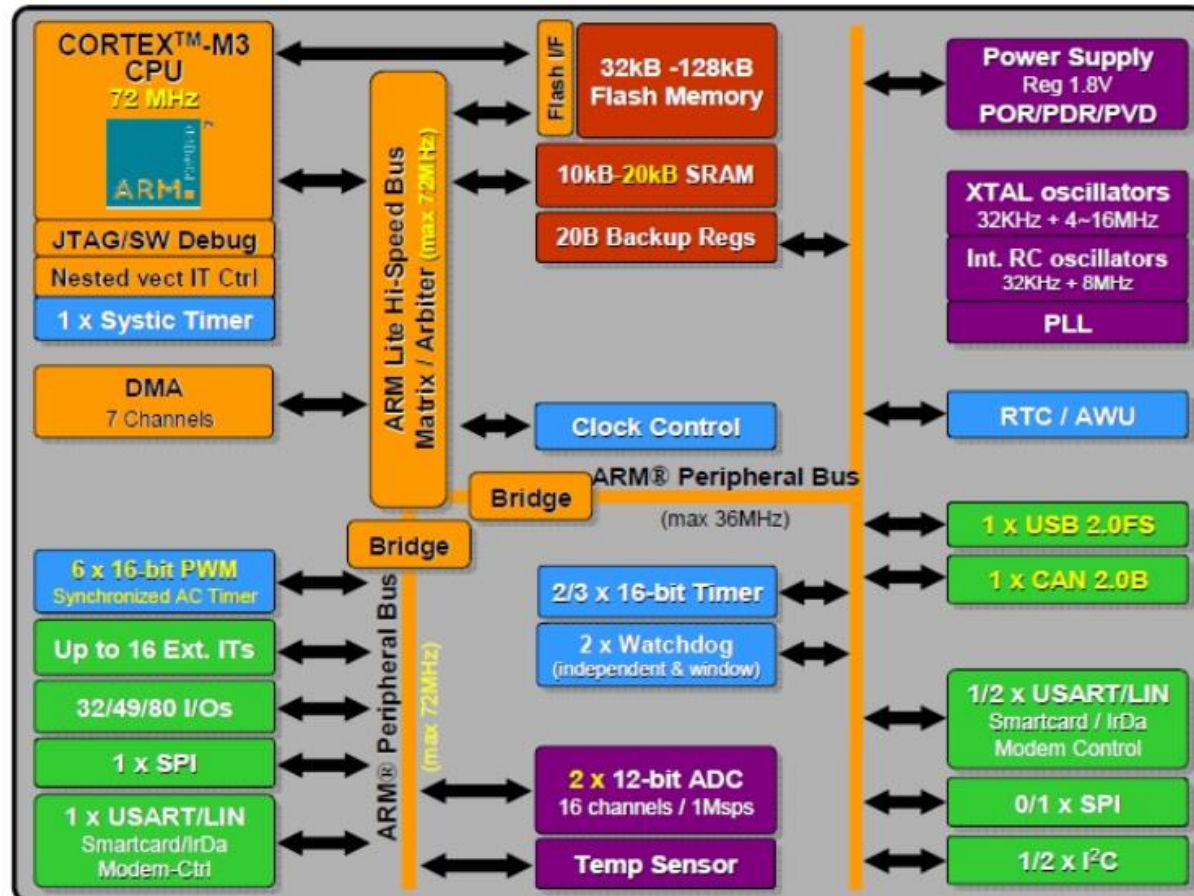 CORTEX™-M3
CPU
72 MHz
ARM
JTAG/SW Debug
Nested vect IT Ctrl
1 x Systic Timer
DMA
7 Channels
ARM Lite Hi-Speed Bus
Matrix / Arbiter (max 72MHz)
Flash I/F
32kB -128kB
Flash Memory
10kB-20kB SRAM
20B Backup Regs
Clock Control
Bridge
ARM® Peripheral Bus
(max 36MHz)
Bridge
ARM® Peripheral Bus
(max 72MHz)
6 x 16-bit PWM
Synchronized AC Timer
Up to 16 Ext. ITs
32/49/80 I/Os
1 x SPI
1 x USART/LIN
Smartcard/IrDa
Modem-Ctrl
2/3 x 16-bit Timer
2 x Watchdog
(independent & window)
2 x 12-bit ADC
16 channels / 1Msps
Temp Sensor
Power Supply
Reg 1.8V
POR/PDR/PVD
XTAL oscillators
32KHz + 4~16MHz
Int. RC oscillators
32KHz + 8MHz
PLL
RTC / AWU
1 x USB 2.0FS
1 x CAN 2.0B
1/2 x USART/LIN
Smartcard / IrDa
Modem Control
0/1 x SPI
1/2 x I²C